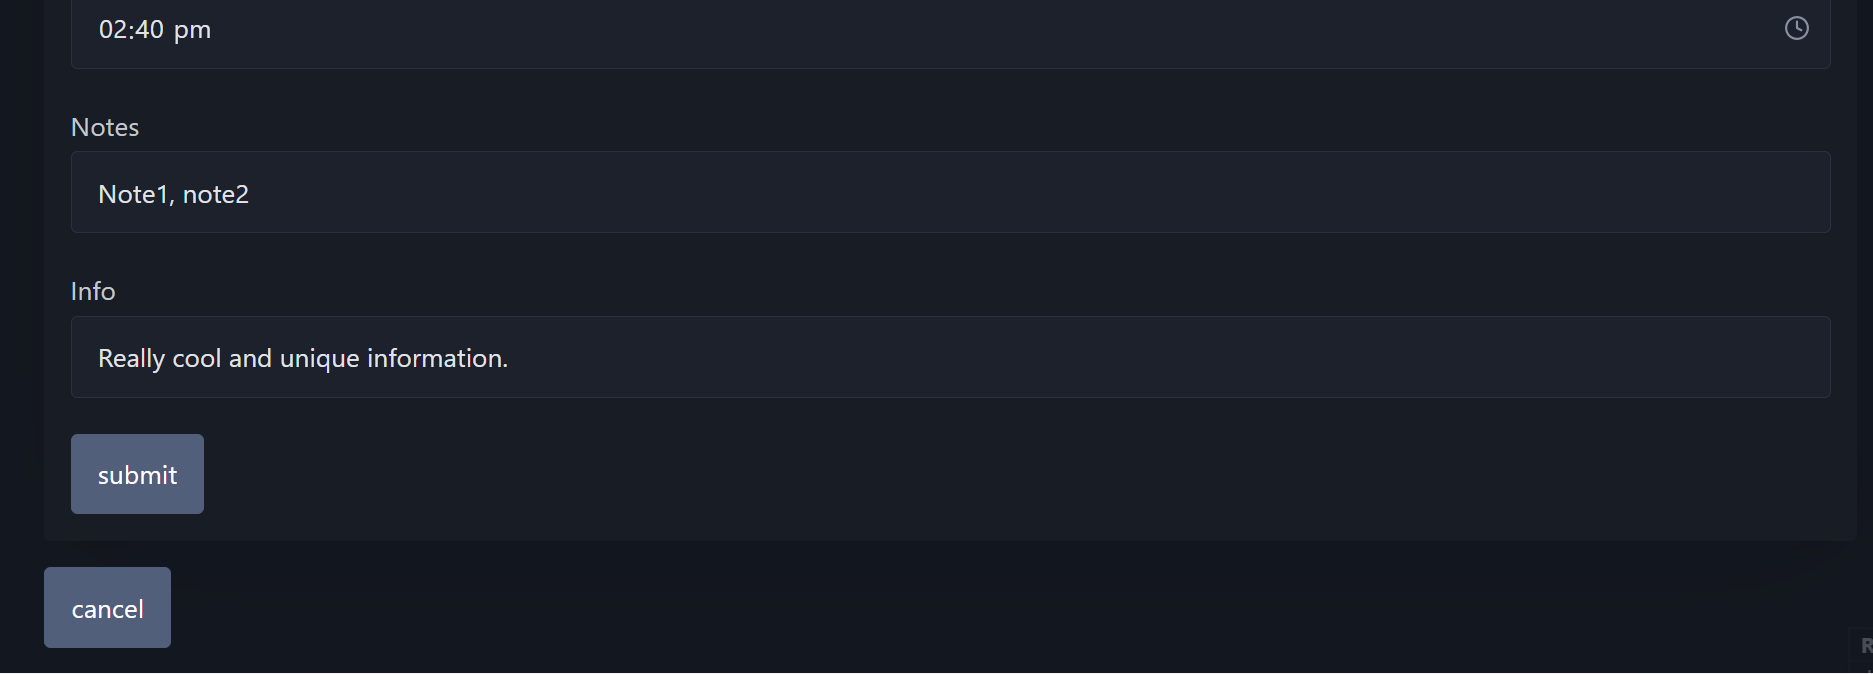 02:40 pm
Notes
Note1, note2
Info
Really cool and unique information.
submit
cancel
R